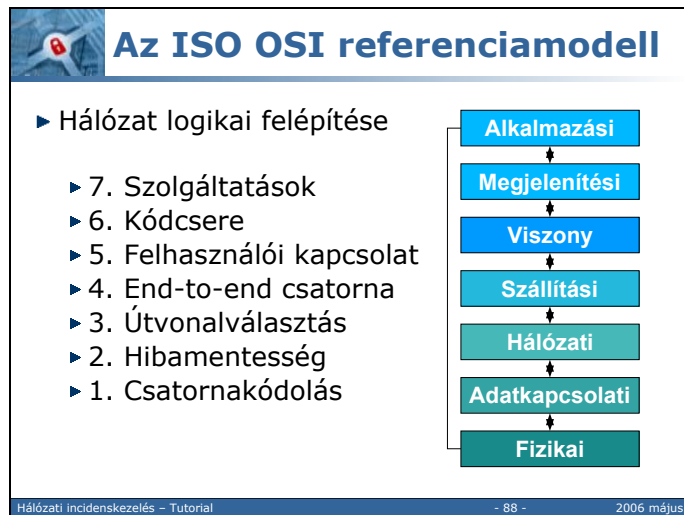 Az ISO OSI referenciamodell
Hálózat logikai felépítése
7. Szolgáltatások
6. Kódcsere
5. Felhasználói kapcsolat
4. End-to-end csatorna
3. Útvonalválasztás
2. Hibamentesség
1. Csatornakódolás
Alkalmazási
Megjelenítési
Viszony
Szállítási
Hálózati
Adatkapcsolati
Fizikai
Hálózati incidenskezelés – Tutorial - 88 - 2006 május